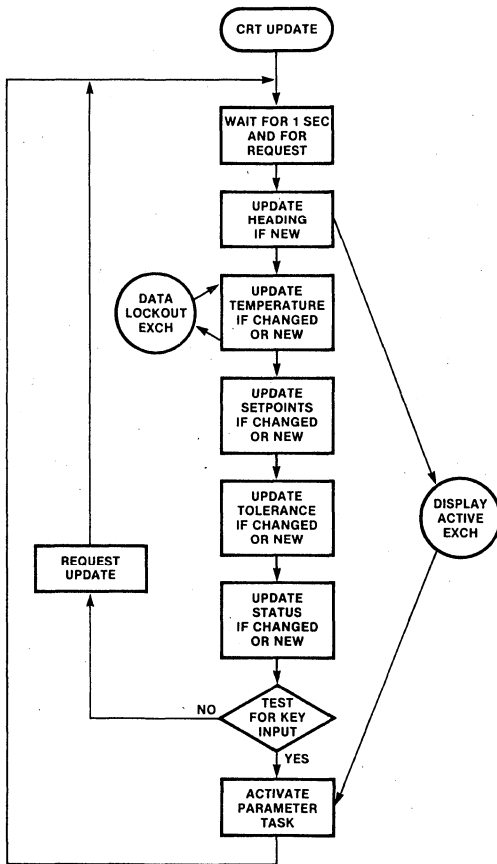 CRT UPDATE
WAIT FOR 1 SEC
AND FOR
REQUEST
UPDATE
HEADING
IF NEW
DATA
LOCKOUT
EXCH
UPDATE
TEMPERATURE
IF CHANGED
OR NEW
UPDATE
SETPOINTS
IF CHANGED
OR NEW
DISPLAY
ACTIVE
EXCH
UPDATE
TOLERANCE
IF CHANGED
OR NEW
REQUEST
UPDATE
UPDATE
STATUS
IF CHANGED
OR NEW
NO
TEST
FOR KEY
INPUT
YES
ACTIVATE
PARAMETER
TASK